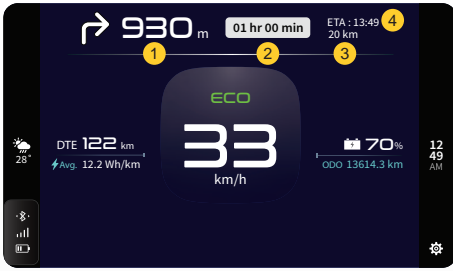 930 m
01 hr 00 min
ETA : 13:49
20 km
1
2
3
4
ECO
33
km/h
DTE 122 km
Avg. 12.2 Wh/km
70%
ODO 13614.3 km
28°
12
49
AM